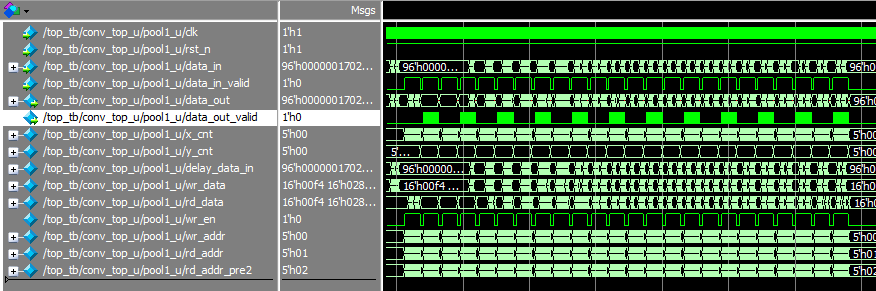 Msgs
/top_tb/conv_top_u/pool1_u/clk 1'h1
/top_tb/conv_top_u/pool1_u/rst_n 1'h1
/top_tb/conv_top_u/pool1_u/data_in 96'h0000001702... 96'h0000... 96'h0...
/top_tb/conv_top_u/pool1_u/data_in_valid 1'h0
/top_tb/conv_top_u/pool1_u/data_out 96'h0000001702... 96'h0...
/top_tb/conv_top_u/pool1_u/data_out_valid 1'h0
/top_tb/conv_top_u/pool1_u/x_cnt 5'h00 5'h00
/top_tb/conv_top_u/pool1_u/y_cnt 5'h00 5... 5'h00
/top_tb/conv_top_u/pool1_u/delay_data_in 96'h0000001702... 96'h00000... 96'h0...
/top_tb/conv_top_u/pool1_u/wr_data 16'h00f4 16'h028... 16'h00f4 ... 16'h0...
/top_tb/conv_top_u/pool1_u/rd_data 16'h00f4 16'h028... 16'h0...
/top_tb/conv_top_u/pool1_u/wr_en 1'h0
/top_tb/conv_top_u/pool1_u/wr_addr 5'h00 5'h00
/top_tb/conv_top_u/pool1_u/rd_addr 5'h01 5'h01
/top_tb/conv_top_u/pool1_u/rd_addr_pre2 5'h02 5'h02